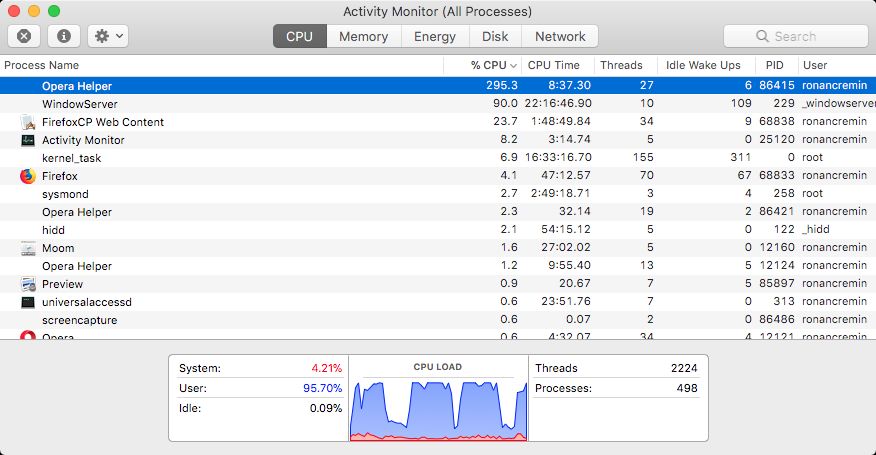 Activity Monitor (All Processes)
CPU Memory Energy Disk Network Search
Process Name % CPU CPU Time Threads Idle Wake Ups PID User
Opera Helper 295.3 8:37.30 27 6 86415 ronancremin
WindowServer 90.0 22:16:46.90 10 109 229 _windowserver
FirefoxCP Web Content 23.7 1:48:49.84 34 9 68838 ronancremin
Activity Monitor 8.2 3:14.74 5 0 25120 ronancremin
kernel_task 6.9 16:33:16.70 155 311 0 root
Firefox 4.1 47:12.57 70 67 68833 ronancremin
sysmond 2.7 2:49:18.71 3 4 258 root
Opera Helper 2.3 32.14 19 2 86421 ronancremin
hidd 2.1 54:15.12 5 0 122 _hidd
Moom 1.6 27:02.02 5 0 12160 ronancremin
Opera Helper 1.2 9:55.40 13 5 12124 ronancremin
Preview 0.9 20.67 7 5 85897 ronancremin
universalaccessd 0.6 23:51.76 7 0 313 ronancremin
screencapture 0.6 0.07 2 0 86486 ronancremin
Opera 0.6 4:32.07 34 4 12121 ronancremin
System: 4.21% CPU LOAD Threads 2224
User: 95.70% Processes: 498
Idle: 0.09%